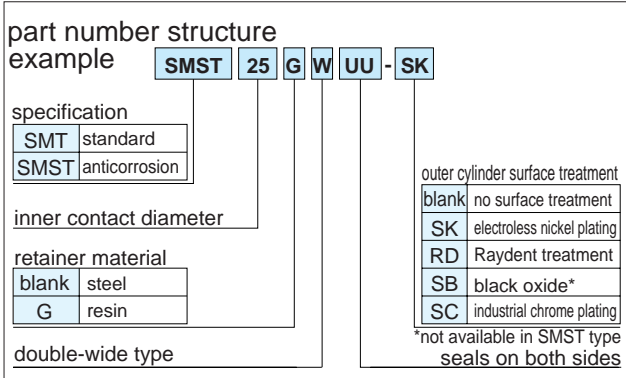 part number structure
example
SMST 25 G W UU - SK
specification
SMT standard
SMST anticorrosion
inner contact diameter
retainer material
blank steel
G resin
double-wide type
outer cylinder surface treatment
blank no surface treatment
SK electroless nickel plating
RD Raydent treatment
SB black oxide*
SC industrial chrome plating
*not available in SMST type
seals on both sides